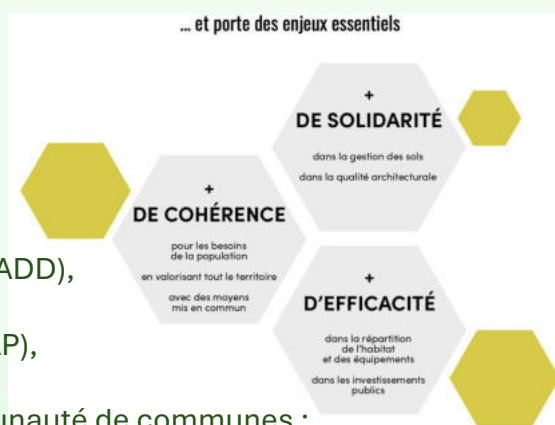 ... et porte des enjeux essentiels
+
DE SOLIDARITÉ
dans la gestion des sols
dans la qualité architecturale
+
DE COHÉRENCE
pour les besoins
de la population
en valorisant tout le territoire
avec des moyens
mis en commun
+
D'EFFICACITÉ
dans la répartition
de l'habitat
et des équipements
dans les investissements
publics
ADD),
AP),
unauté de communes :